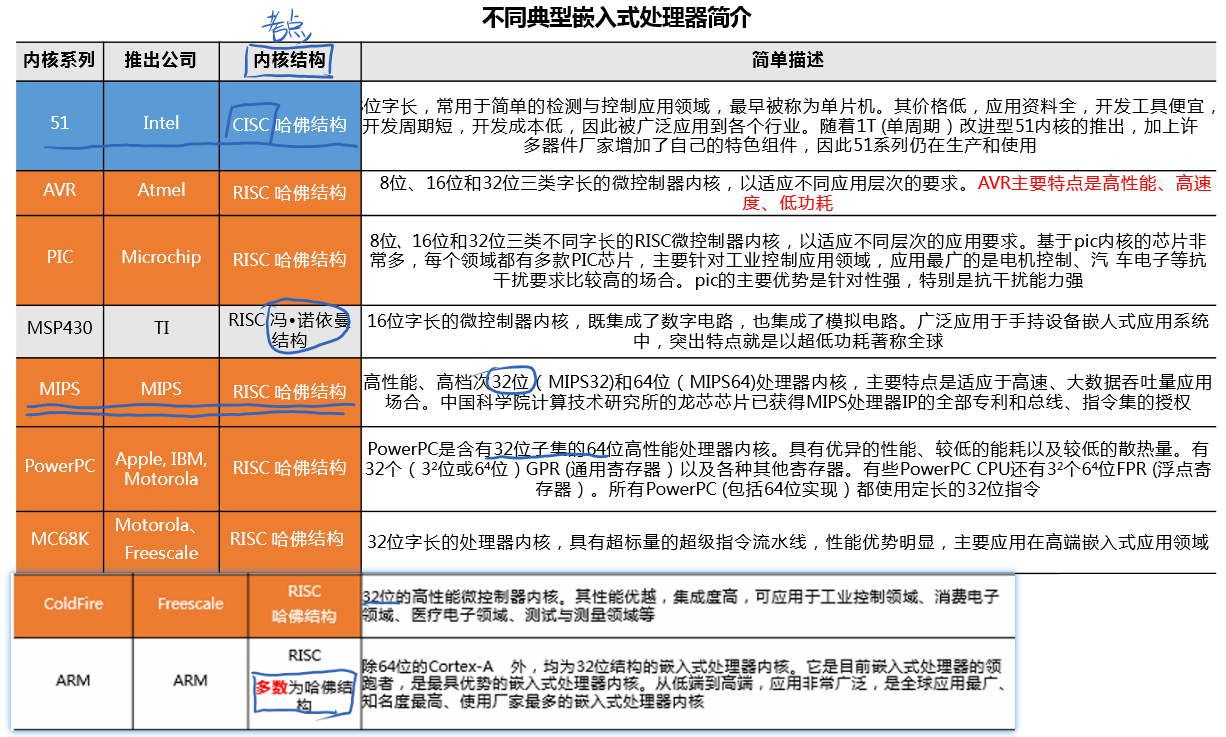 不同典型嵌入式处理器简介
考点
内核系列 推出公司 内核结构 简单描述
51 Intel CISC 哈佛结构
位字长，常用于简单的检测与控制应用领域，最早被称为单片机。其价格低，应用资料全，开发工具便宜，
开发周期短，开发成本低，因此被广泛应用到各个行业。随着1T (单周期）改进型51内核的推出，加上许
多器件厂家增加了自己的特色组件，因此51系列仍在生产和使用
AVR Atmel RISC 哈佛结构
8位、16位和32位三类字长的微控制器内核，以适应不同应用层次的要求。AVR主要特点是高性能、高速
度、低功耗
PIC Microchip RISC 哈佛结构
8位、16位和32位三类不同字长的RISC微控制器内核，以适应不同层次的应用要求。基于pic内核的芯片非
常多，每个领域都有多款PIC芯片，主要针对工业控制应用领域，应用最广的是电机控制、汽 车电子等抗
干扰要求比较高的场合。pic的主要优势是针对性强，特别是抗干扰能力强
MSP430 TI RISC 冯•诺依曼
结构
16位字长的微控制器内核，既集成了数字电路，也集成了模拟电路。广泛应用于手持设备嵌人式应用系统
中，突出特点就是以超低功耗著称全球
MIPS MIPS RISC 哈佛结构
高性能、高档次32位（ MIPS32)和64位（ MIPS64)处理器内核，主要特点是适应于高速、大数据吞吐量应用
场合。中国科学院计算技术研究所的龙芯芯片已获得MIPS处理器IP的全部专利和总线、指令集的授权
PowerPC Apple, IBM,
Motorola RISC 哈佛结构
PowerPC是含有32位子集的64位高性能处理器内核。具有优异的性能、较低的能耗以及较低的散热量。有
32个（ 3²位或6⁴位）GPR (通用寄存器 ) 以及各种其他寄存器。有些PowerPC CPU还有3²个6⁴位FPR (浮点寄
存器 ) 。所有PowerPC (包括64位实现 ) 都使用定长的32位指令
MC68K Motorola、
Freescale RISC 哈佛结构
32位字长的处理器内核，具有超标量的超级指令流水线，性能优势明显，主要应用在高端嵌入式应用领域
ColdFire Freescale RISC
哈佛结构
32位的高性能微控制器内核。其性能优越，集成度高，可应用于工业控制领域、消费电子
领域、医疗电子领域、测试与测量领域等
ARM ARM RISC
多数为哈佛结
构
除64位的Cortex-A 外，均为32位结构的嵌入式处理器内核。它是目前嵌入式处理器的领
跑者，是最具优势的嵌入式处理器内核。从低端到高端，应用非常广泛，是全球应用最广、
知名度最高、使用厂家最多的嵌入式处理器内核